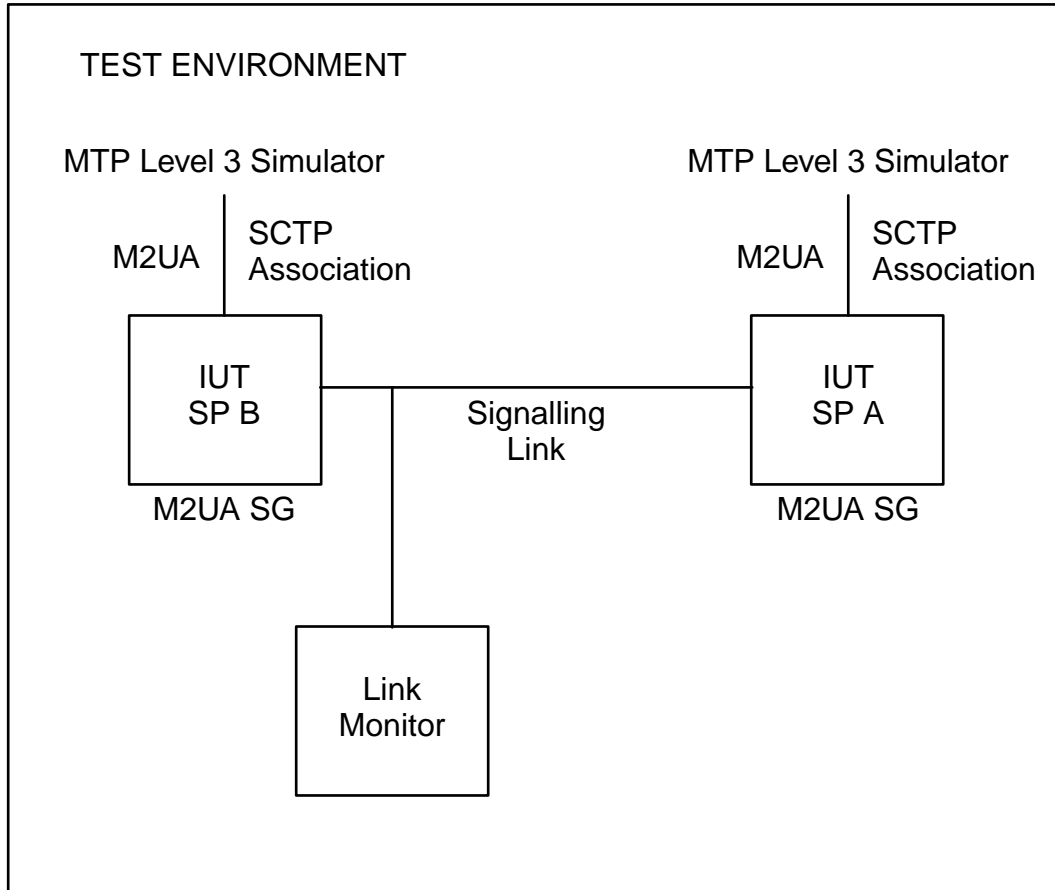 TEST ENVIRONMENT
MTP Level 3 Simulator
MTP Level 3 Simulator
M2UA
SCTP
Association
M2UA
SCTP
Association
IUT
SP B
Signalling
Link
IUT
SP A
M2UA SG
M2UA SG
Link
Monitor